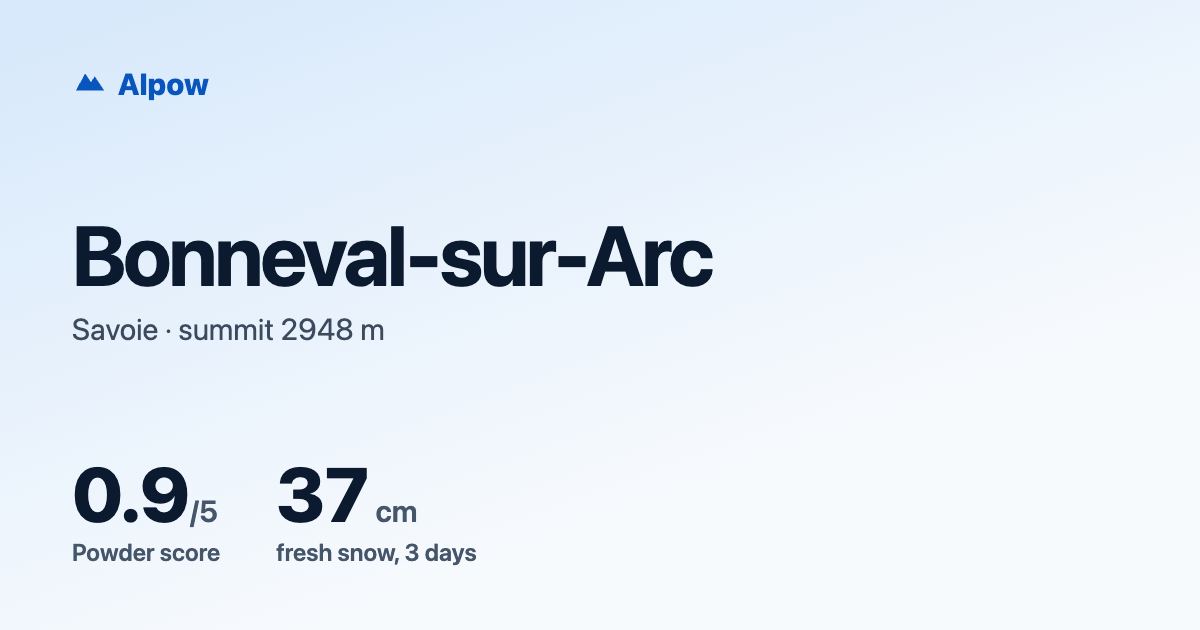 Alpow
Bonneval-sur-Arc
Savoie · summit 2948 m
0.9/5
Powder score
37 cm
fresh snow, 3 days